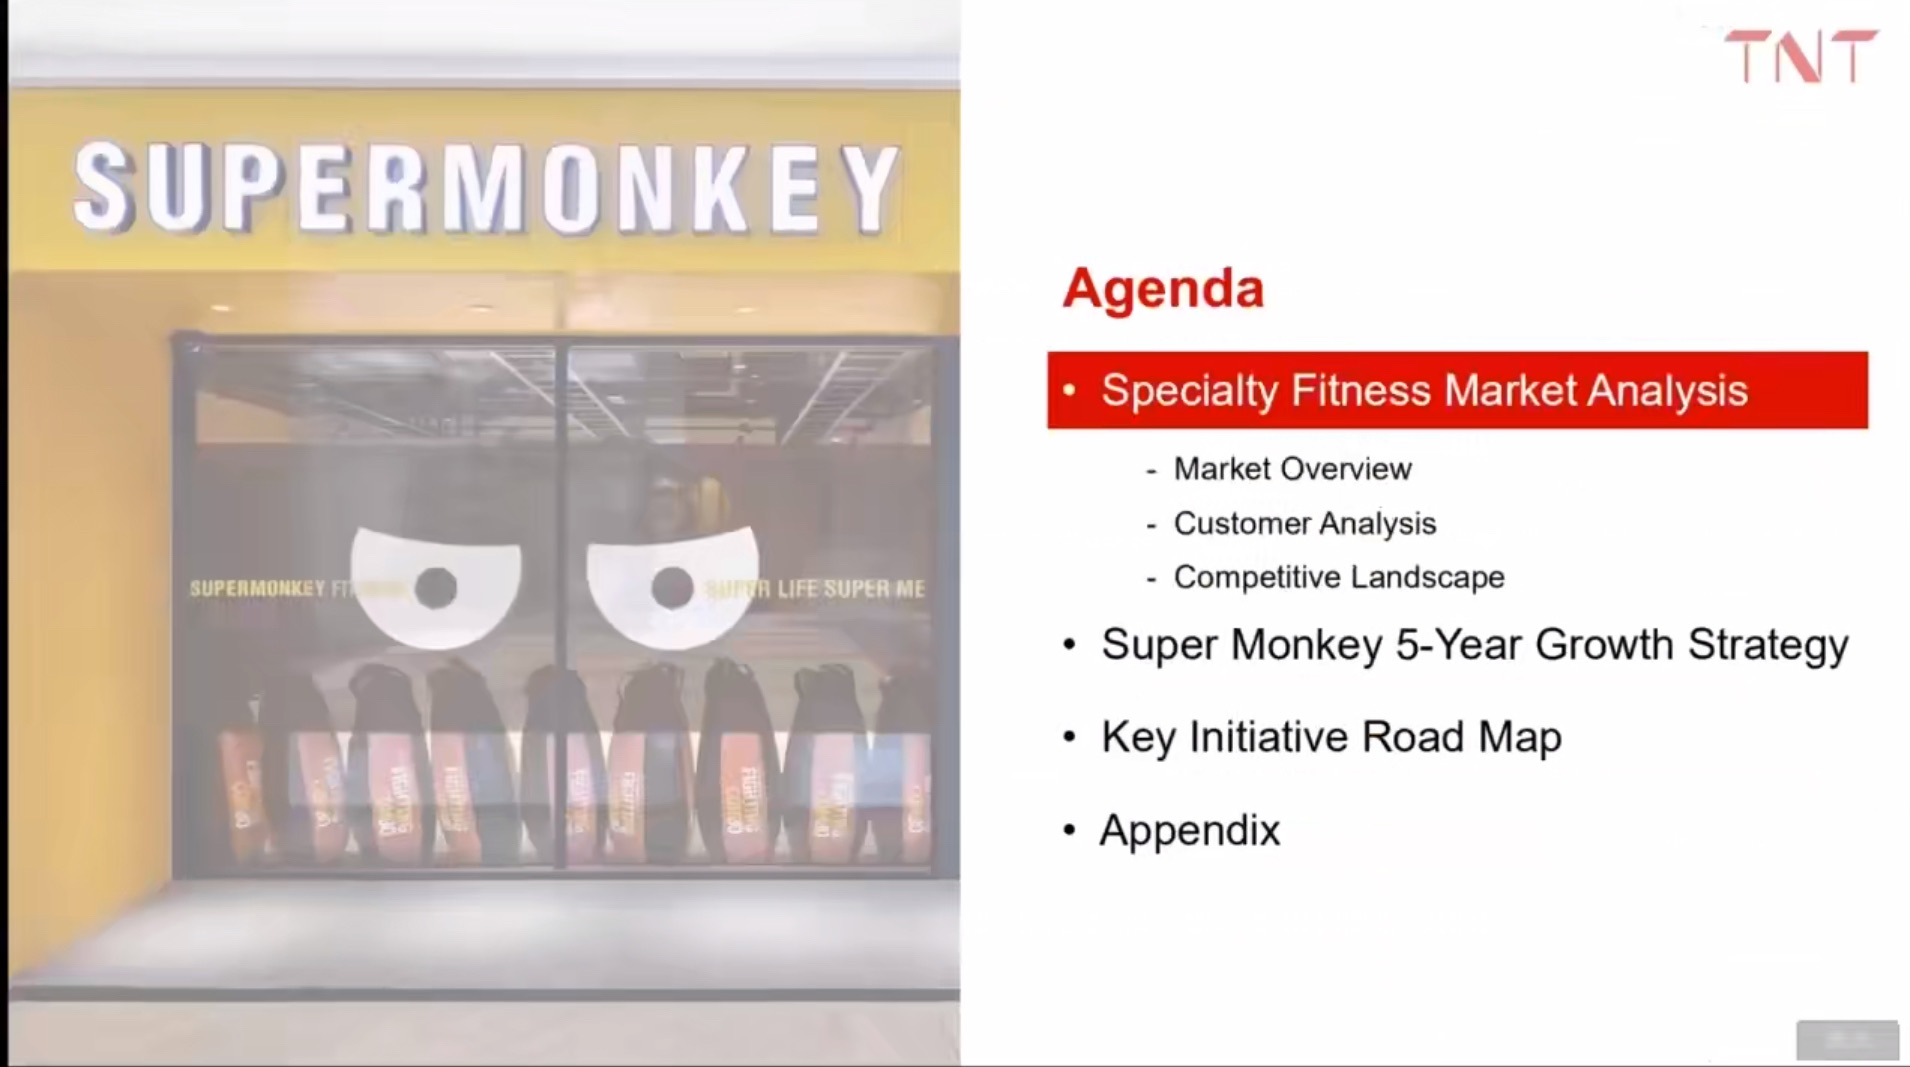 SUPERMONKEY
SUPERMONKEY
SUPER LIFE SUPER ME
TNT
Agenda
• Specialty Fitness Market Analysis
- Market Overview
- Customer Analysis
- Competitive Landscape
• Super Monkey 5-Year Growth Strategy
• Key Initiative Road Map
• Appendix